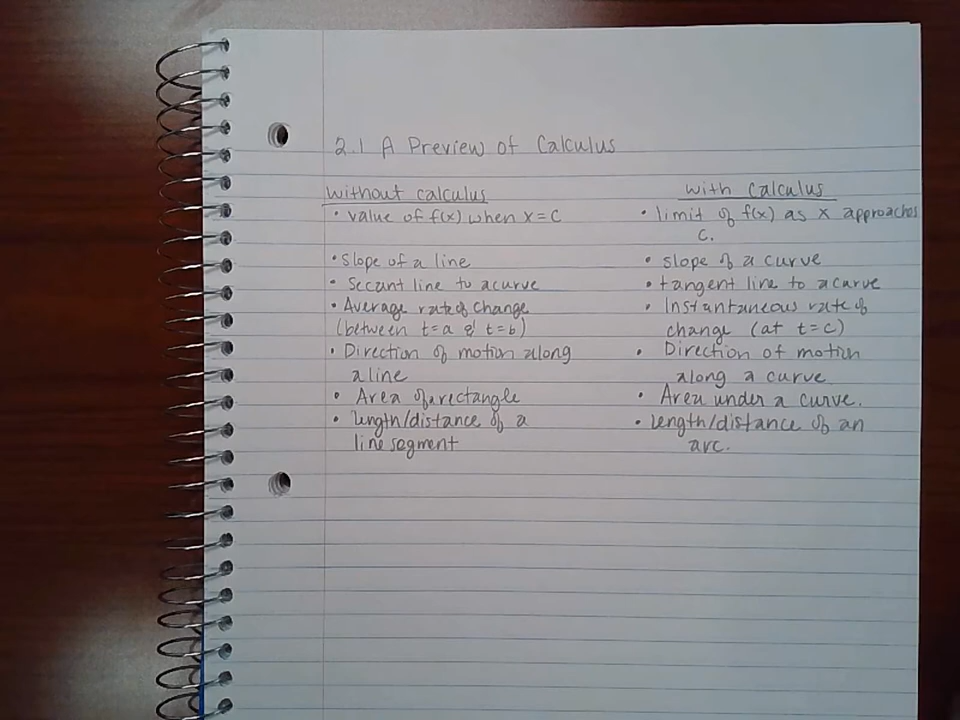 2.1 A Preview of Calculus
without calculus
• value of f(x) when x = c
• Slope of a line
• Secant line to a curve
• Average rate of change
(between t=a & t=b)
• Direction of motion along
a line
• Area of a rectangle
• length/distance of a
line segment
with calculus
• limit of f(x) as x approaches
c.
• slope of a curve
• tangent line to a curve
• Instantaneous rate of
change (at t=c)
• Direction of motion
along a curve
• Area under a curve.
• length/distance of an
arc.